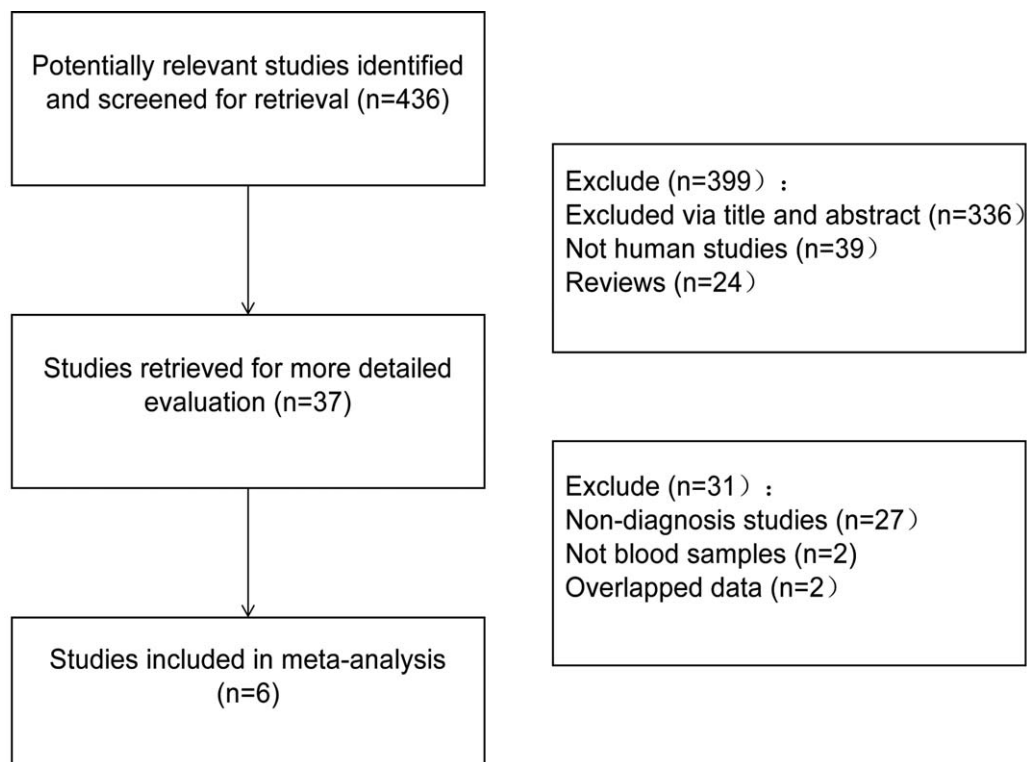 Potentially relevant studies identified
and screened for retrieval (n=436)
Exclude (n=399）：
Excluded via title and abstract (n=336）
Not human studies (n=39）
Reviews (n=24）
Studies retrieved for more detailed
evaluation (n=37)
Exclude (n=31）：
Non-diagnosis studies (n=27）
Not blood samples (n=2)
Overlapped data (n=2）
Studies included in meta-analysis
(n=6)